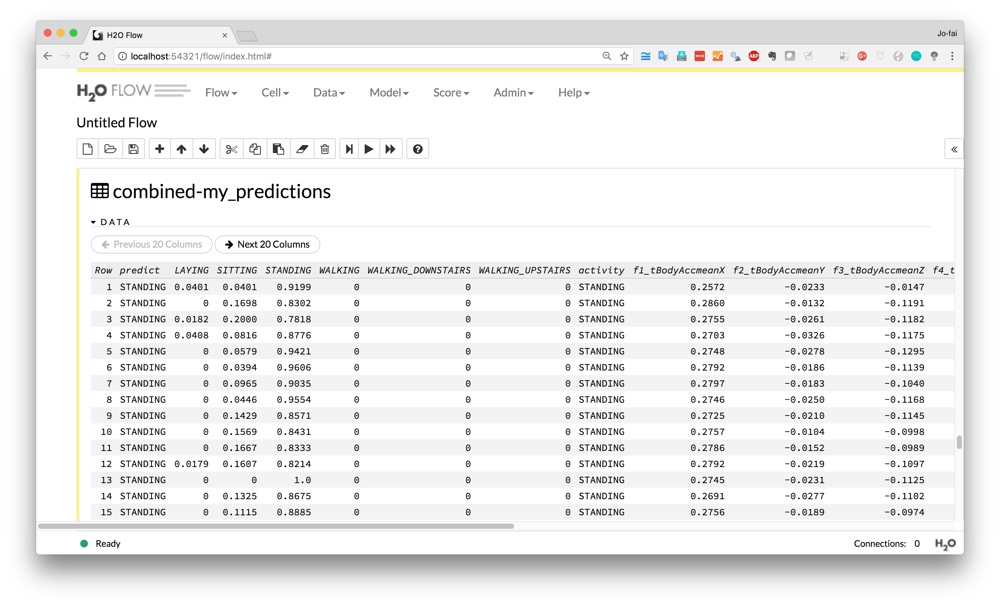 H2O Flow
Jo-fai
localhost:54321/flow/index.html#
H2O FLOW Flow Cell Data Model Score Admin Help
Untitled Flow
combined-my_predictions
DATA
Previous 20 Columns Next 20 Columns
Row predict LAYING SITTING STANDING WALKING WALKING_DOWNSTAIRS WALKING_UPSTAIRS activity f1_tBodyAccmeanX f2_tBodyAccmeanY f3_tBodyAccmeanZ f4_t
1 STANDING 0.0401 0.0401 0.9199 0 0 0 STANDING 0.2572 -0.0233 -0.0147
2 STANDING 0 0.1698 0.8302 0 0 0 STANDING 0.2860 -0.0132 -0.1191
3 STANDING 0.0182 0.2000 0.7818 0 0 0 STANDING 0.2755 -0.0261 -0.1182
4 STANDING 0.0408 0.0816 0.8776 0 0 0 STANDING 0.2703 -0.0326 -0.1175
5 STANDING 0 0.0579 0.9421 0 0 0 STANDING 0.2748 -0.0278 -0.1295
6 STANDING 0 0.0394 0.9606 0 0 0 STANDING 0.2792 -0.0186 -0.1139
7 STANDING 0 0.0965 0.9035 0 0 0 STANDING 0.2797 -0.0183 -0.1040
8 STANDING 0 0.0446 0.9554 0 0 0 STANDING 0.2746 -0.0250 -0.1168
9 STANDING 0 0.1429 0.8571 0 0 0 STANDING 0.2725 -0.0210 -0.1145
10 STANDING 0 0.1569 0.8431 0 0 0 STANDING 0.2757 -0.0104 -0.0998
11 STANDING 0 0.1667 0.8333 0 0 0 STANDING 0.2786 -0.0152 -0.0989
12 STANDING 0.0179 0.1607 0.8214 0 0 0 STANDING 0.2792 -0.0219 -0.1097
13 STANDING 0 0 1.0 0 0 0 STANDING 0.2745 -0.0231 -0.1125
14 STANDING 0 0.1325 0.8675 0 0 0 STANDING 0.2691 -0.0277 -0.1102
15 STANDING 0 0.1115 0.8885 0 0 0 STANDING 0.2756 -0.0189 -0.0974
Ready Connections: 0 H2O